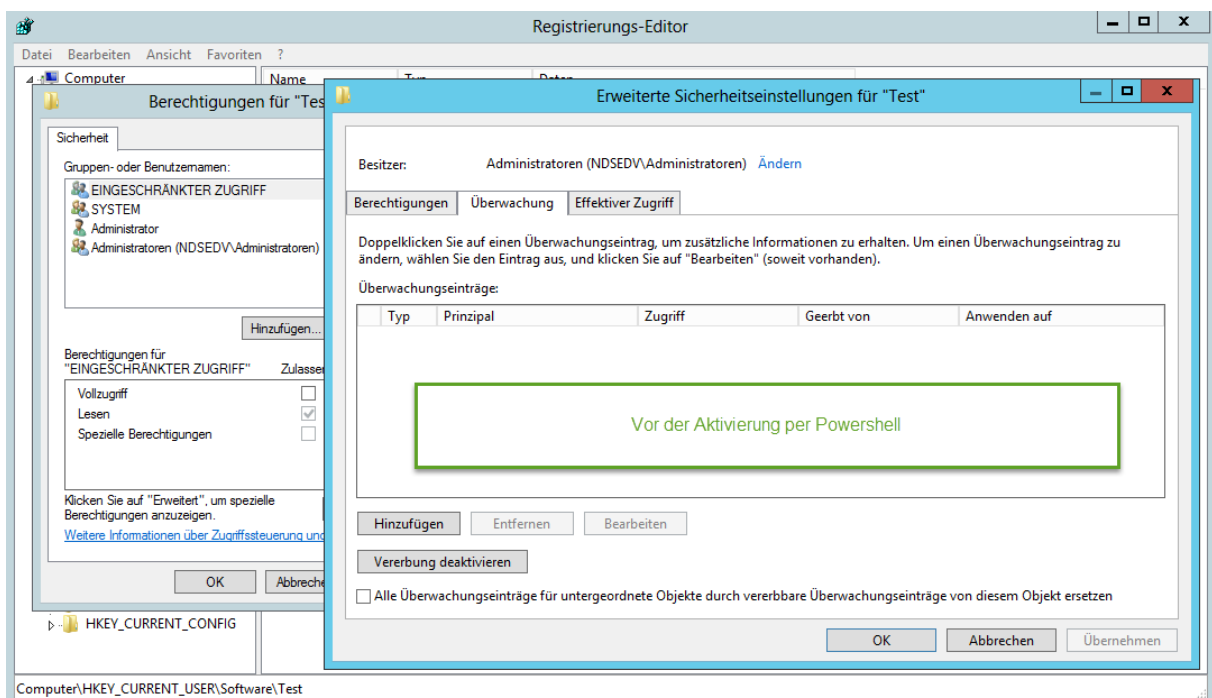 Registrierungs-Editor
Datei Bearbeiten Ansicht Favoriten ?
Computer
Name
Berechtigungen für "Tes
Sicherheit
Gruppen- oder Benutzernamen:
EINGESCHRÄNKTER ZUGRIFF
SYSTEM
Administrator
Administratoren (NDSEDV\Administratoren)
Hinzufügen...
Berechtigungen für
"EINGESCHRÄNKTER ZUGRIFF" Zulassen
Vollzugriff
Lesen
Spezielle Berechtigungen
Klicken Sie auf "Erweitert", um spezielle
Berechtigungen anzuzeigen.
Weitere Informationen über Zugriffssteuerung und
OK Abbreche
HKEY_CURRENT_CONFIG
Erweiterte Sicherheitseinstellungen für "Test"
Besitzer: Administratoren (NDSEDV\Administratoren) Ändern
Berechtigungen Überwachung Effektiver Zugriff
Doppelklicken Sie auf einen Überwachungseintrag, um zusätzliche Informationen zu erhalten. Um einen Überwachungseintrag zu
ändern, wählen Sie den Eintrag aus, und klicken Sie auf "Bearbeiten" (soweit vorhanden).
Überwachungseinträge:
Typ Prinzipal Zugriff Geerbt von Anwenden auf
Vor der Aktivierung per Powershell
Hinzufügen Entfernen Bearbeiten
Vererbung deaktivieren
Alle Überwachungseinträge für untergeordnete Objekte durch vererbbare Überwachungseinträge von diesem Objekt ersetzen
OK Abbrechen Übernehmen
Computer\HKEY_CURRENT_USER\Software\Test